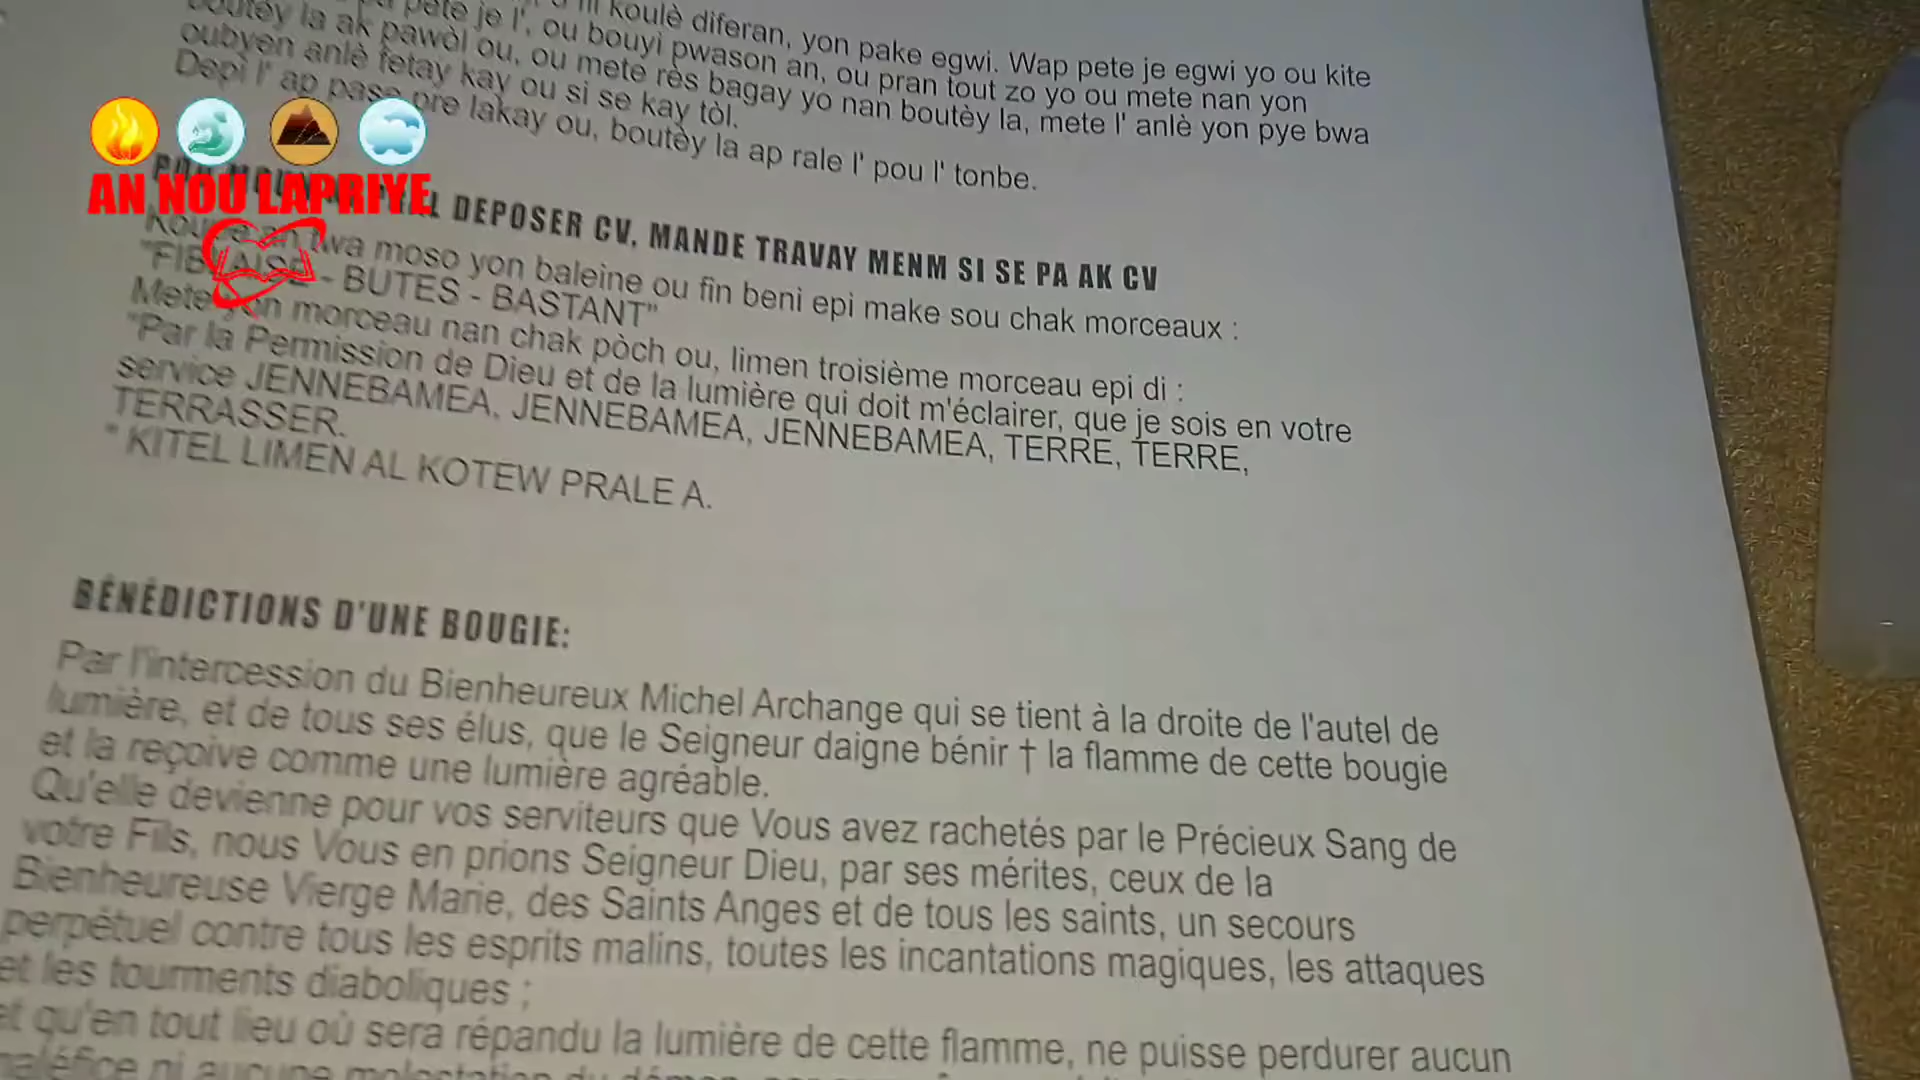 koulè diferan, yon pake egwi. Wap pete je egwi yo ou kite
pete je l', ou bouyi pwason an, ou pran tout zo yo ou mete nan yon
boutèy la ak pawòl ou, ou mete rès bagay yo nan boutèy la, mete l' anlè yon pye bwa
oubyen anlè fetay kay ou si se kay tòl.
Depi l' ap pase pre lakay ou, boutèy la ap rale l' pou l' tonbe.
AN NOU LAPRIYE
DEPOSER CV, MANDE TRAVAY MENM SI SE PA AK CV
Koupe an twa moso yon baleine ou fin beni epi make sou chak morceaux :
- BUTES - BASTANT"
Mete yon morceau nan chak pòch ou, limen troisième morceau epi di :
"Par la Permission de Dieu et de la lumière qui doit m'éclairer, que je sois en votre
service JENNEBAMEA, JENNEBAMEA, JENNEBAMEA, TERRE, TERRE,
TERRASSER.
" KITEL LIMEN AL KOTEW PRALE A.
BÉNÉDICTIONS D'UNE BOUGIE:
Par l'intercession du Bienheureux Michel Archange qui se tient à la droite de l'autel de
lumière, et de tous ses élus, que le Seigneur daigne bénir † la flamme de cette bougie
et la reçoive comme une lumière agréable.
Qu'elle devienne pour vos serviteurs que Vous avez rachetés par le Précieux Sang de
votre Fils, nous Vous en prions Seigneur Dieu, par ses mérites, ceux de la
Bienheureuse Vierge Marie, des Saints Anges et de tous les saints, un secours
perpétuel contre tous les esprits malins, toutes les incantations magiques, les attaques
et les tourments diaboliques ;
et qu'en tout lieu où sera répandu la lumière de cette flamme, ne puisse perdurer aucun
maléfice ni aucune molestation du démon